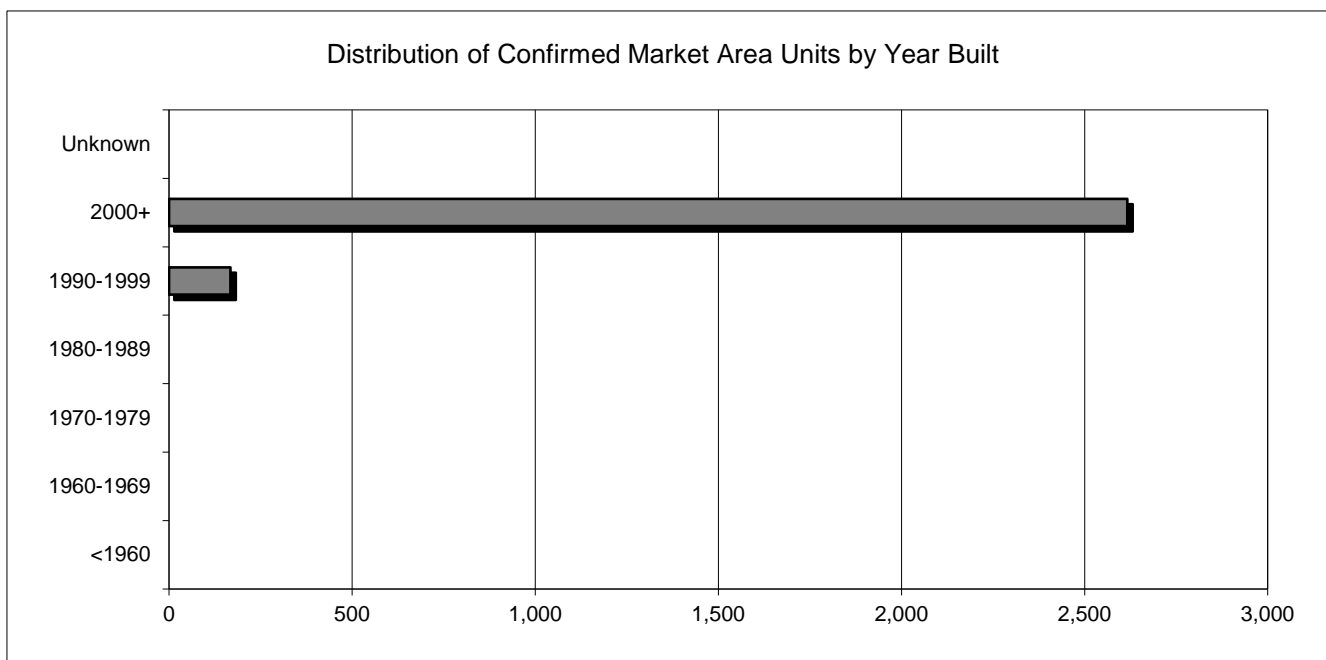 Distribution of Confirmed Market Area Units by Year Built
Unknown
2000+
1990-1999
1980-1989
1970-1979
1960-1969
<1960
0 500 1,000 1,500 2,000 2,500 3,000